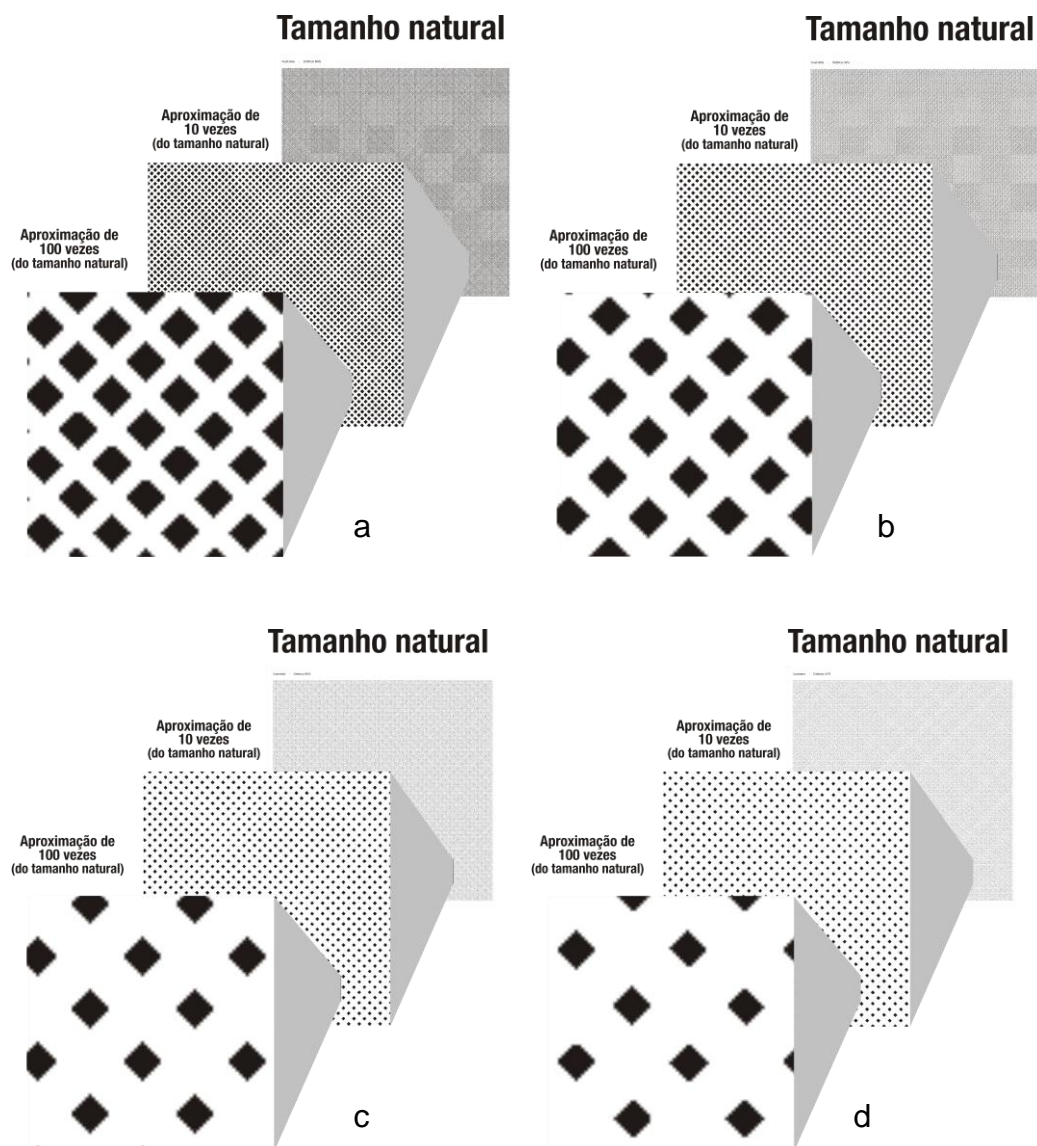 Tamanho natural
Aproximação de
10 vezes
(do tamanho natural)
Aproximação de
100 vezes
(do tamanho natural)
a
Tamanho natural
Aproximação de
10 vezes
(do tamanho natural)
Aproximação de
100 vezes
(do tamanho natural)
b
Tamanho natural
Aproximação de
10 vezes
(do tamanho natural)
Aproximação de
100 vezes
(do tamanho natural)
c
Tamanho natural
Aproximação de
10 vezes
(do tamanho natural)
Aproximação de
100 vezes
(do tamanho natural)
d